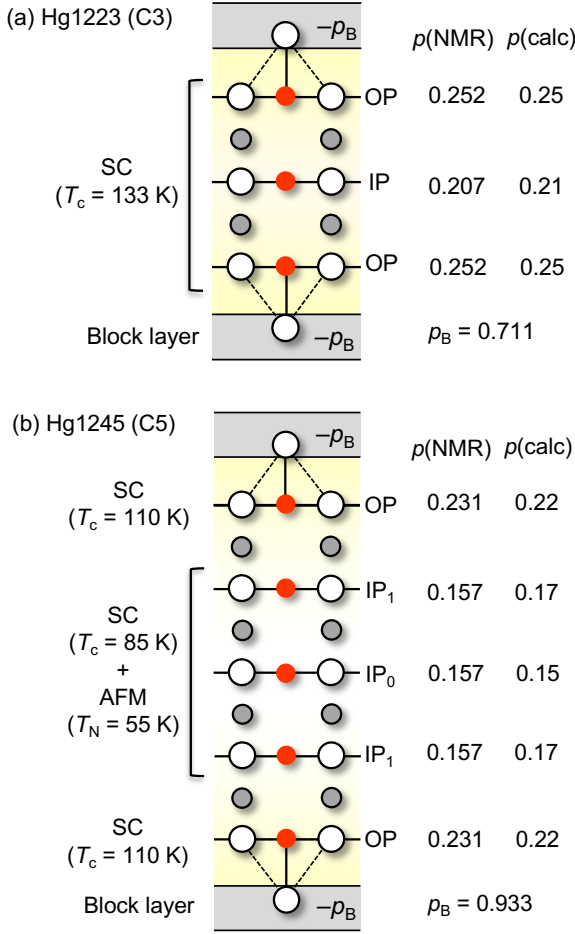 (a) Hg1223 (C3)
–pB
p(NMR) p(calc)
OP 0.252 0.25
SC
(Tc = 133 K)
IP 0.207 0.21
OP 0.252 0.25
Block layer –pB pB = 0.711
(b) Hg1245 (C5)
–pB
p(NMR) p(calc)
SC
(Tc = 110 K)
OP 0.231 0.22
IP1 0.157 0.17
SC
(Tc = 85 K)
+
AFM
(TN = 55 K)
IP0 0.157 0.15
IP1 0.157 0.17
SC
(Tc = 110 K)
OP 0.231 0.22
Block layer –pB pB = 0.933